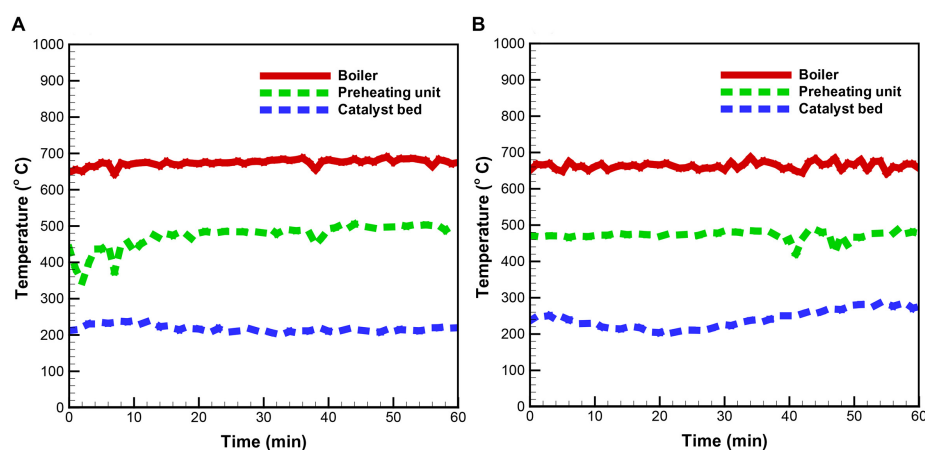 A
Temperature (° C)
1000
900
800
700
600
500
400
300
200
100
0
Boiler
Preheating unit
Catalyst bed
0 10 20 30 40 50 60
Time (min)
B
Temperature (° C)
1000
900
800
700
600
500
400
300
200
100
0
Boiler
Preheating unit
Catalyst bed
0 10 20 30 40 50 60
Time (min)